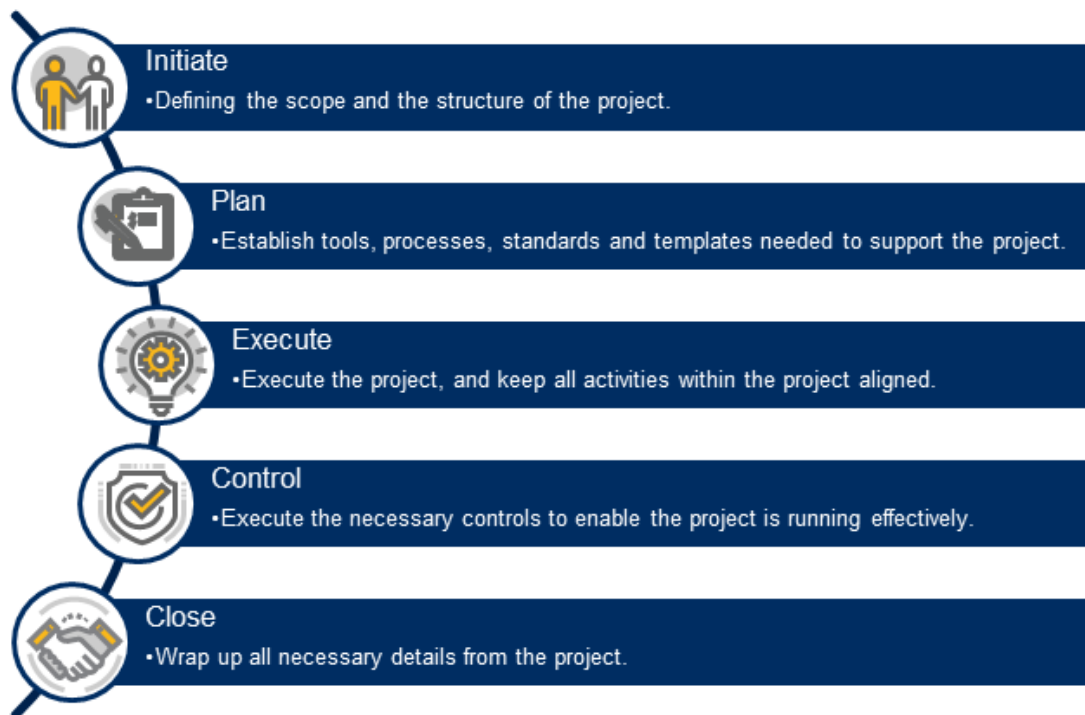 Initiate
•Defining the scope and the structure of the project.
Plan
•Establish tools, processes, standards and templates needed to support the project.
Execute
•Execute the project, and keep all activities within the project aligned.
Control
•Execute the necessary controls to enable the project is running effectively.
Close
•Wrap up all necessary details from the project.